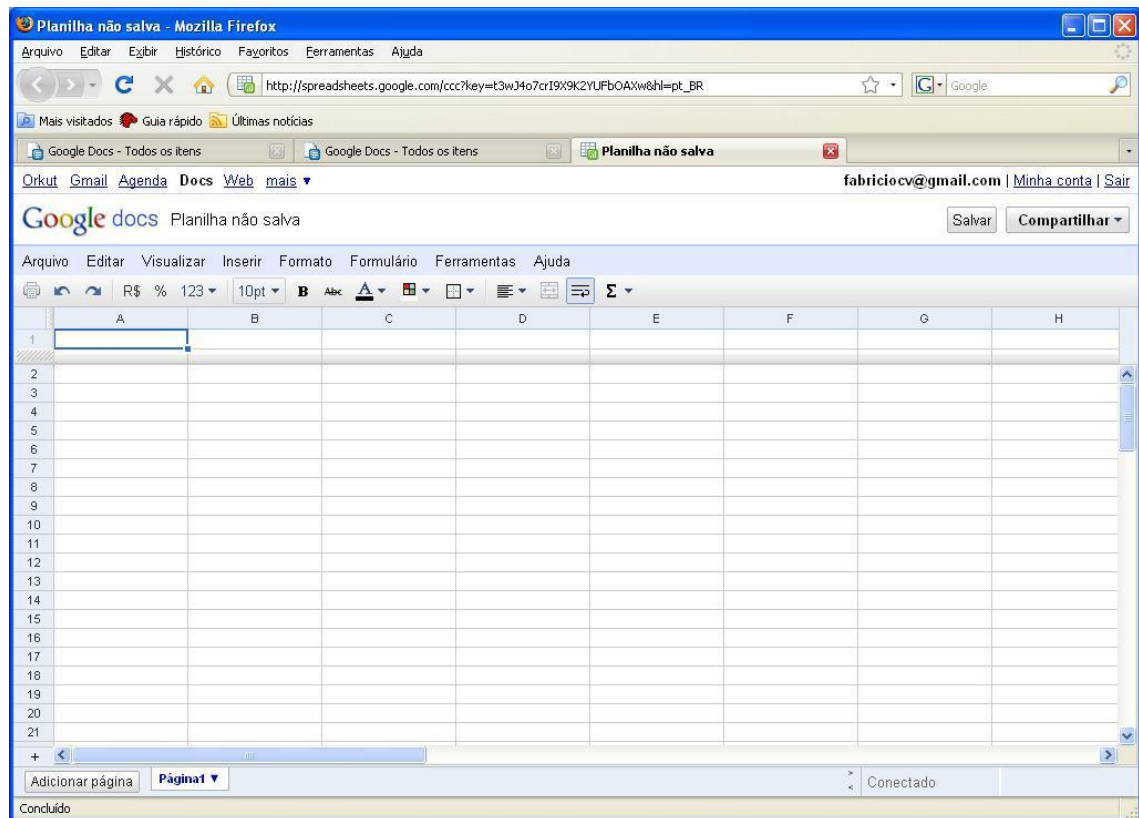 Planilha não salva - Mozilla Firefox
Arquivo Editar Exibir Histórico Favoritos Ferramentas Ajuda
http://spreadsheets.google.com/ccc?key=t3wJ4o7crI9X9K2YUFbOAXw&hl=pt_BR G Google
Mais visitados Guia rápido Últimas notícias
Google Docs - Todos os itens Google Docs - Todos os itens Planilha não salva
Orkut Gmail Agenda Docs Web mais ▼ fabriciocv@gmail.com | Minha conta | Sair
Google docs Planilha não salva Salvar Compartilhar
Arquivo Editar Visualizar Inserir Formato Formulário Ferramentas Ajuda
R$ % 123 10pt B Abc A Σ
A B C D E F G H
1
2
3
4
5
6
7
8
9
10
11
12
13
14
15
16
17
18
19
20
21
+
Adicionar página Página1 ▼ > < Conectado
Concluído